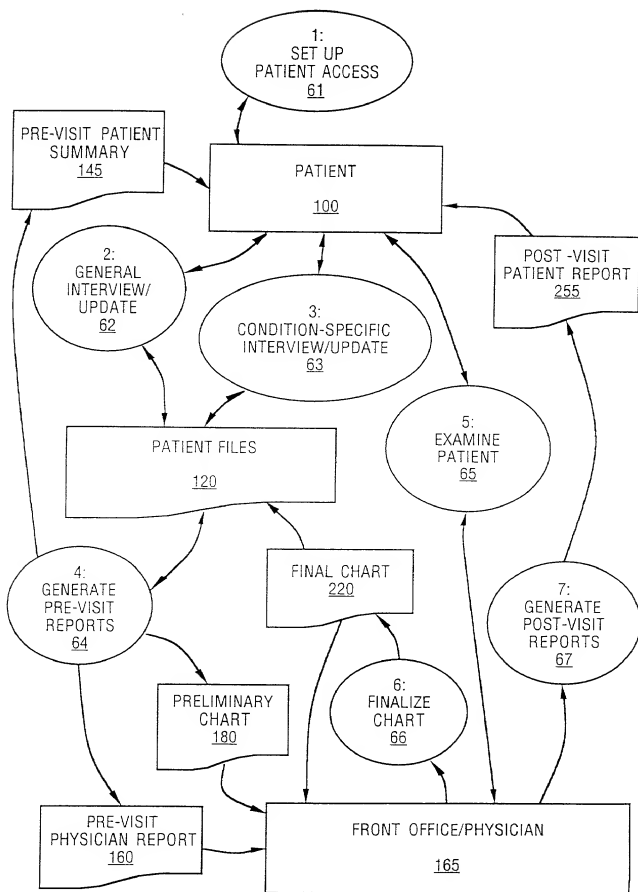 1:
SET UP
PATIENT ACCESS
61
PRE-VISIT PATIENT
SUMMARY
145
PATIENT
100
2:
GENERAL
INTERVIEW/
UPDATE
62
3:
CONDITION-SPECIFIC
INTERVIEW/UPDATE
63
POST -VISIT
PATIENT REPORT
255
PATIENT FILES
120
5:
EXAMINE
PATIENT
65
4:
GENERATE
PRE-VISIT
REPORTS
64
FINAL CHART
220
7:
GENERATE
POST-VISIT
REPORTS
67
PRELIMINARY
CHART
180
6:
FINALIZE
CHART
66
PRE-VISIT
PHYSICIAN REPORT
160
FRONT OFFICE/PHYSICIAN
165